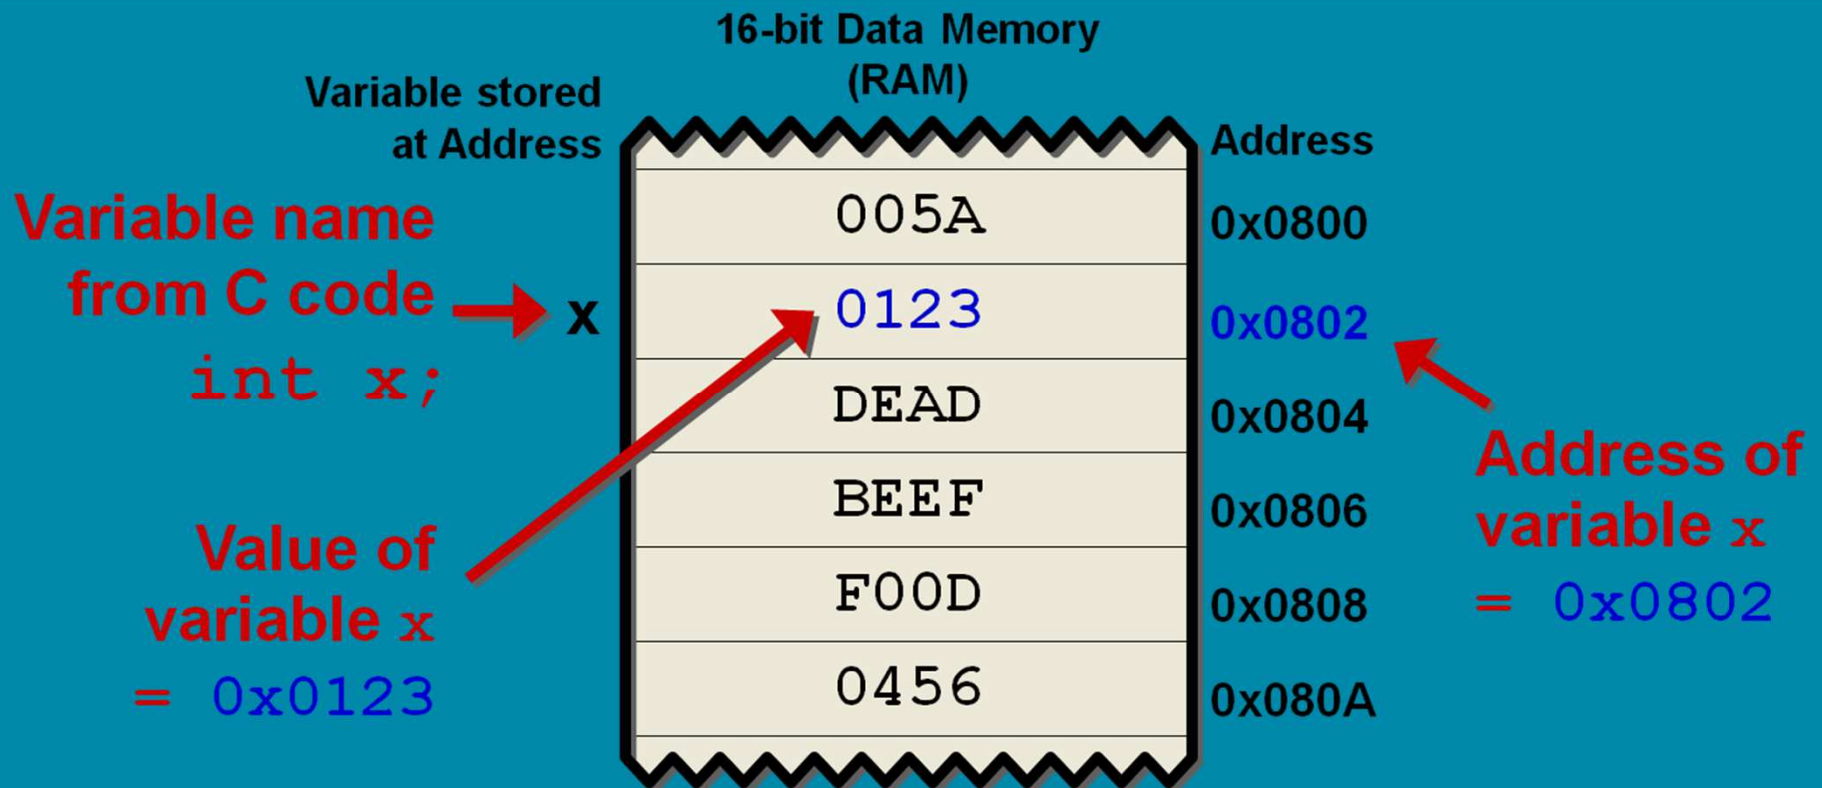 16-bit Data Memory
(RAM)
Variable stored
at Address
Address
Variable name
from C code
int x;
x
005A
0x0800
0123
0x0802
DEAD
0x0804
BEEF
0x0806
F00D
0x0808
0456
0x080A
Value of
variable x
= 0x0123
Address of
variable x
= 0x0802